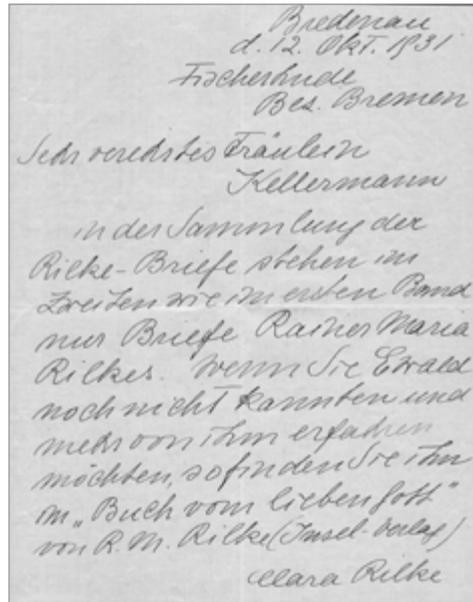 Bredenau
d. 12. Okt. 1931
Fischerhude
Bez. Bremen
Sehr verehrtes Fräulein
Kellermann
in der Sammlung der
Rilke-Briefe stehen im
zweiten wie im ersten Band
nur Briefe Rainer Maria
Rilkes. Wenn Sie Ewald
noch nicht kannten und
mehr von ihm erfahren
möchten, so finden Sie ihn
im „Buch vom lieben Gott"
von R. M. Rilke (Insel-Verlag)
Clara Rilke